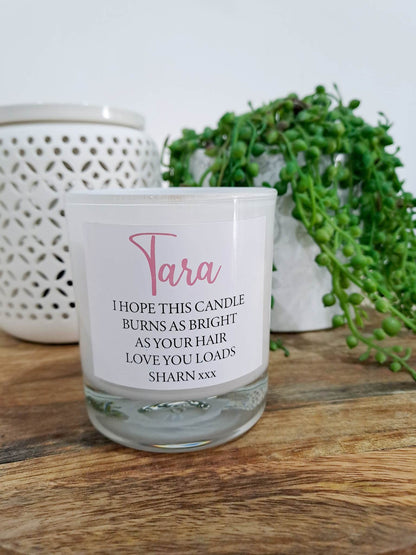 Tara
I HOPE THIS CANDLE
BURNS AS BRIGHT
AS YOUR HAIR
LOVE YOU LOADS
SHARN xxx